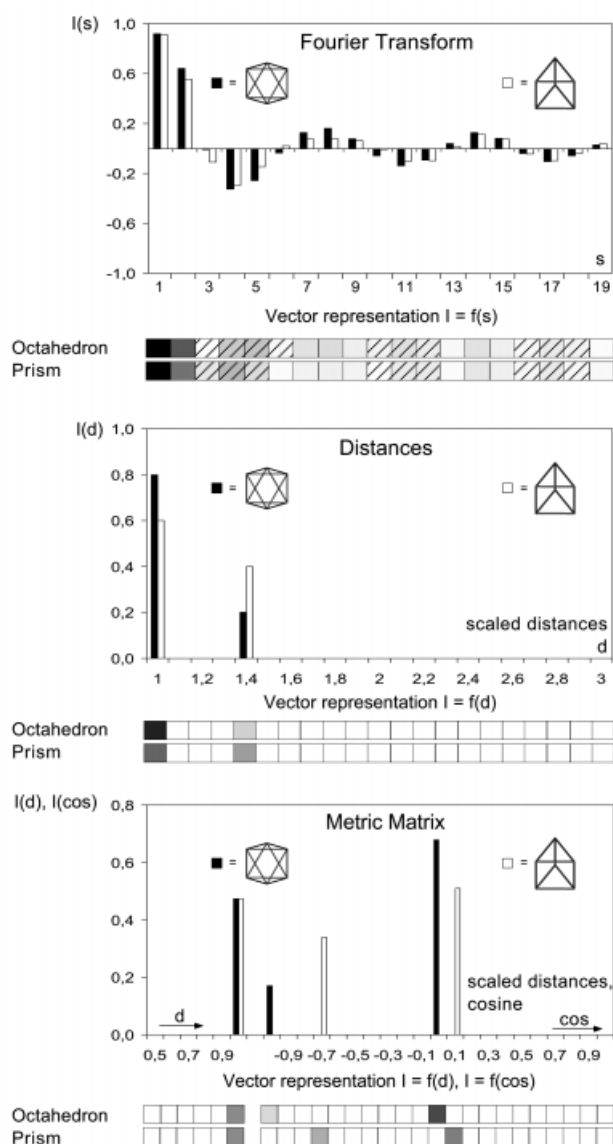 I(s)
1,0
Fourier Transform
0,6
■ =
□ =
0,2
-0,2
-0,6
-1,0
s
1 3 5 7 9 11 13 15 17 19
Vector representation I = f(s)
Octahedron
Prism
I(d)
1,0
Distances
0,8
■ =
□ =
0,6
0,4
0,2
scaled distances
d
0,0
1 1,2 1,4 1,6 1,8 2 2,2 2,4 2,6 2,8 3
Vector representation I = f(d)
Octahedron
Prism
I(d), I(cos)
0,8
Metric Matrix
■ =
□ =
0,6
0,4
0,2
scaled distances,
cosine
d
cos
0,0
0,5 0,7 0,9 -0,9 -0,7 -0,5 -0,3 -0,1 0,1 0,3 0,5 0,7 0,9
Vector representation I = f(d), I = f(cos)
Octahedron
Prism